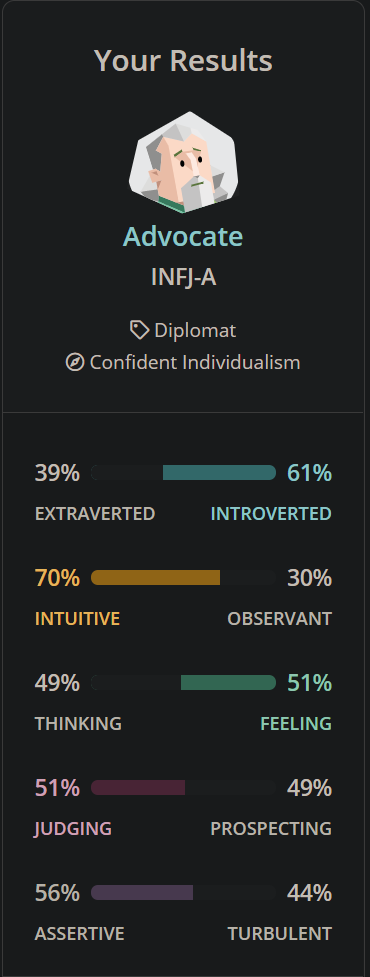 Your Results
Advocate
INFJ-A
Diplomat
Confident Individualism
39% 61%
EXTRAVERTED INTROVERTED
70% 30%
INTUITIVE OBSERVANT
49% 51%
THINKING FEELING
51% 49%
JUDGING PROSPECTING
56% 44%
ASSERTIVE TURBULENT